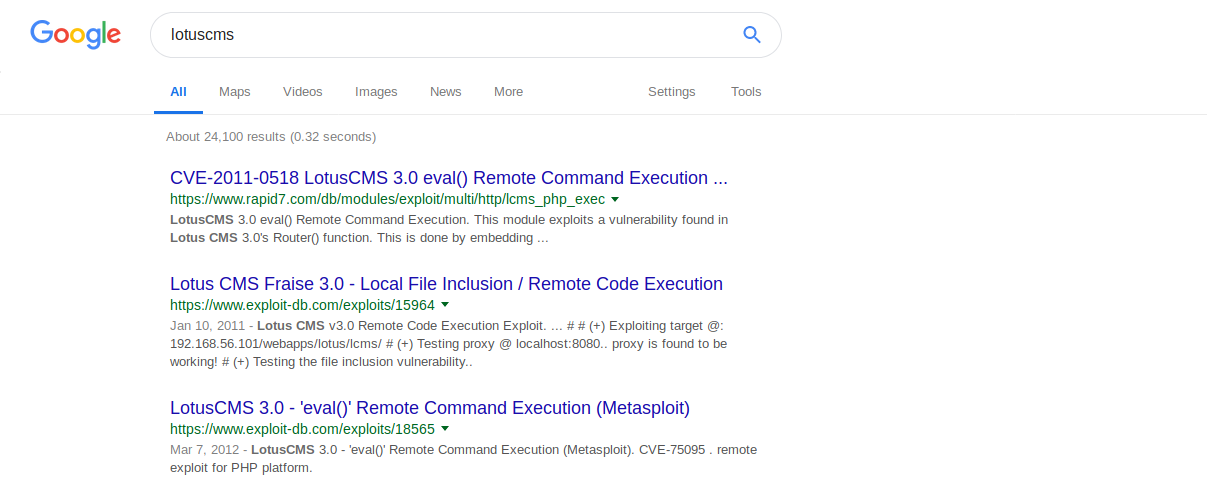 Google lotuscms
All Maps Videos Images News More Settings Tools
About 24,100 results (0.32 seconds)
CVE-2011-0518 LotusCMS 3.0 eval() Remote Command Execution ...
https://www.rapid7.com/db/modules/exploit/multi/http/lcms_php_exec
LotusCMS 3.0 eval() Remote Command Execution. This module exploits a vulnerability found in
Lotus CMS 3.0's Router() function. This is done by embedding ...
Lotus CMS Fraise 3.0 - Local File Inclusion / Remote Code Execution
https://www.exploit-db.com/exploits/15964
Jan 10, 2011 - Lotus CMS v3.0 Remote Code Execution Exploit. ... # # (+) Exploiting target @:
192.168.56.101/webapps/lotus/lcms/ # (+) Testing proxy @ localhost:8080.. proxy is found to be
working! # (+) Testing the file inclusion vulnerability..
LotusCMS 3.0 - 'eval()' Remote Command Execution (Metasploit)
https://www.exploit-db.com/exploits/18565
Mar 7, 2012 - LotusCMS 3.0 - 'eval()' Remote Command Execution (Metasploit). CVE-75095 . remote
exploit for PHP platform.